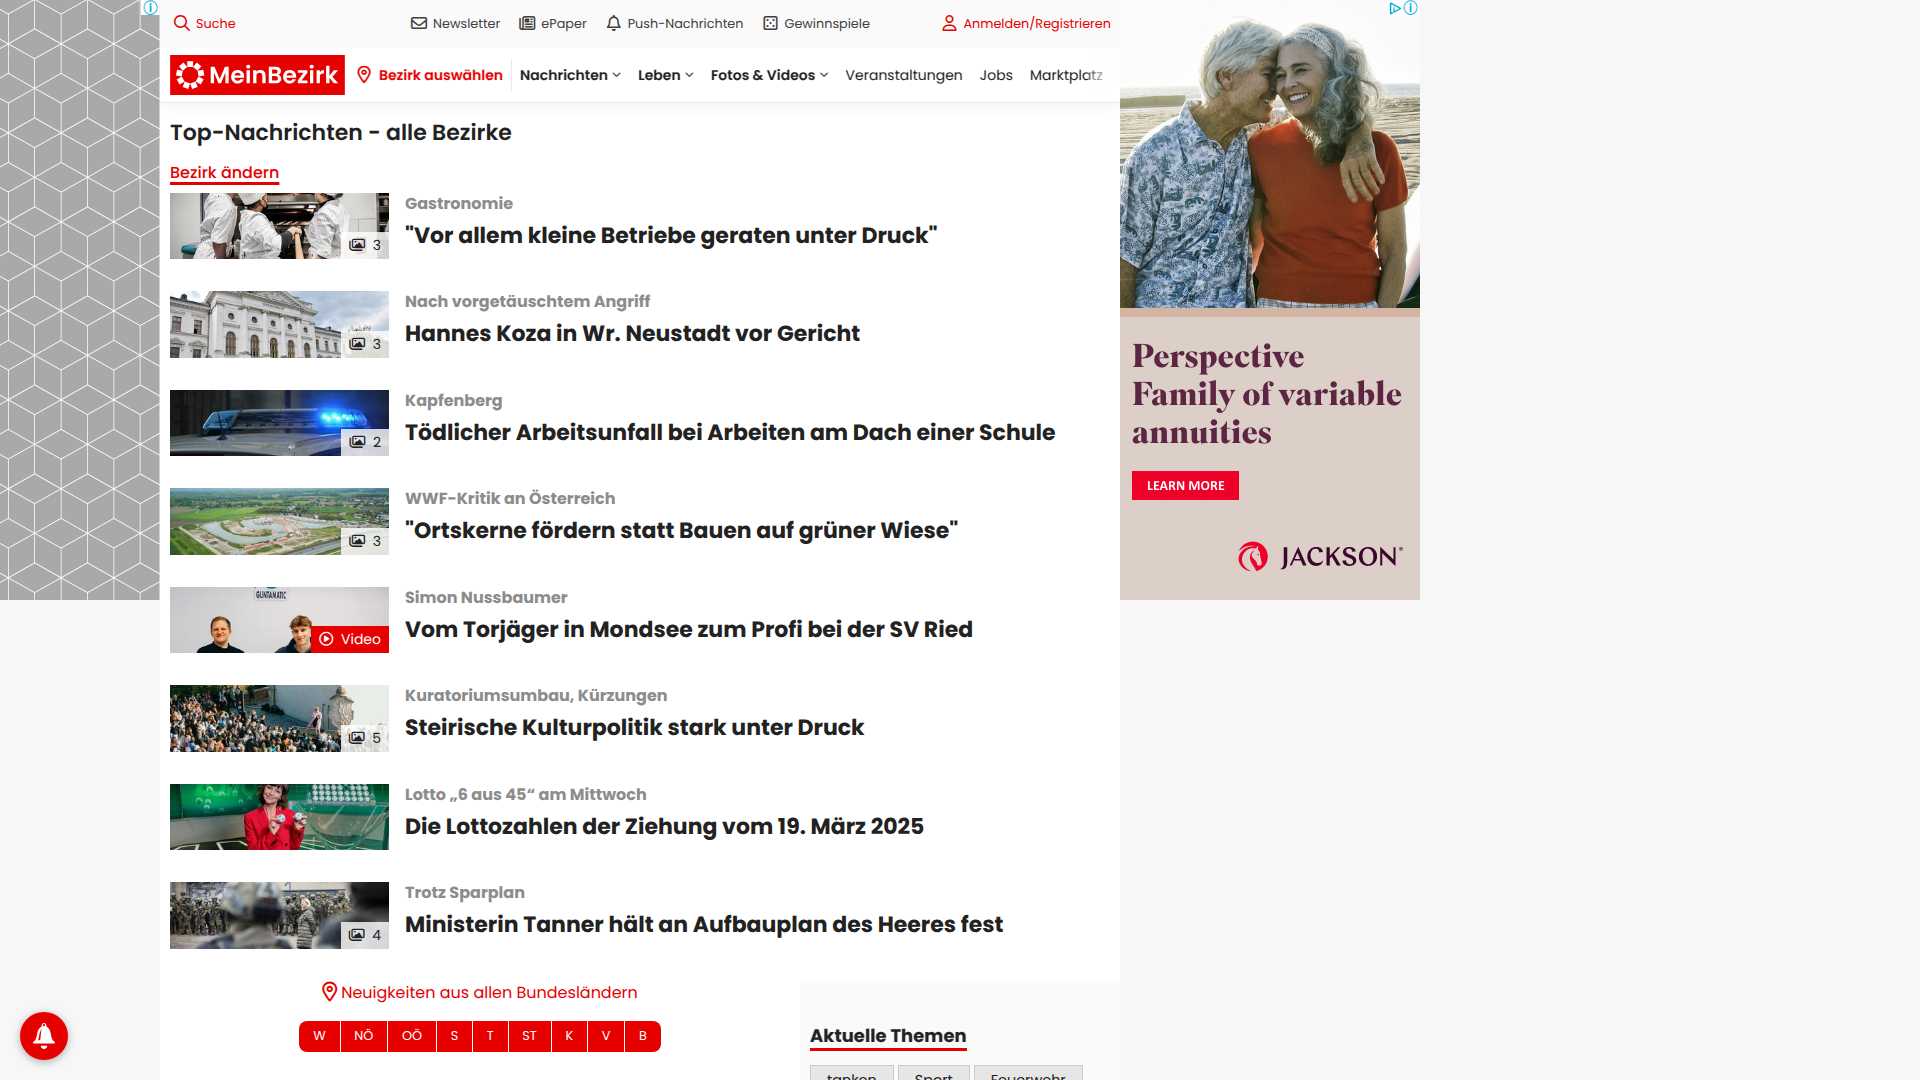 Suche
Newsletter
ePaper
Push-Nachrichten
Gewinnspiele
Anmelden/Registrieren
MeinBezirk
Bezirk auswählen
Nachrichten
Leben
Fotos & Videos
Veranstaltungen
Jobs
Marktplatz
Top-Nachrichten - alle Bezirke
Bezirk ändern
3
Gastronomie
"Vor allem kleine Betriebe geraten unter Druck"
3
Nach vorgetäuschtem Angriff
Hannes Koza in Wr. Neustadt vor Gericht
2
Kapfenberg
Tödlicher Arbeitsunfall bei Arbeiten am Dach einer Schule
3
WWF-Kritik an Österreich
"Ortskerne fördern statt Bauen auf grüner Wiese"
GUNTAMATIC
Video
Simon Nussbaumer
Vom Torjäger in Mondsee zum Profi bei der SV Ried
5
Kuratoriumsumbau, Kürzungen
Steirische Kulturpolitik stark unter Druck
Lotto „6 aus 45“ am Mittwoch
Die Lottozahlen der Ziehung vom 19. März 2025
4
Trotz Sparplan
Ministerin Tanner hält an Aufbauplan des Heeres fest
Neuigkeiten aus allen Bundesländern
W
NÖ
OÖ
S
T
ST
K
V
B
Aktuelle Themen
tanken
Sport
Feuerwehr
Perspective
Family of variable
annuities
LEARN MORE
JACKSON®